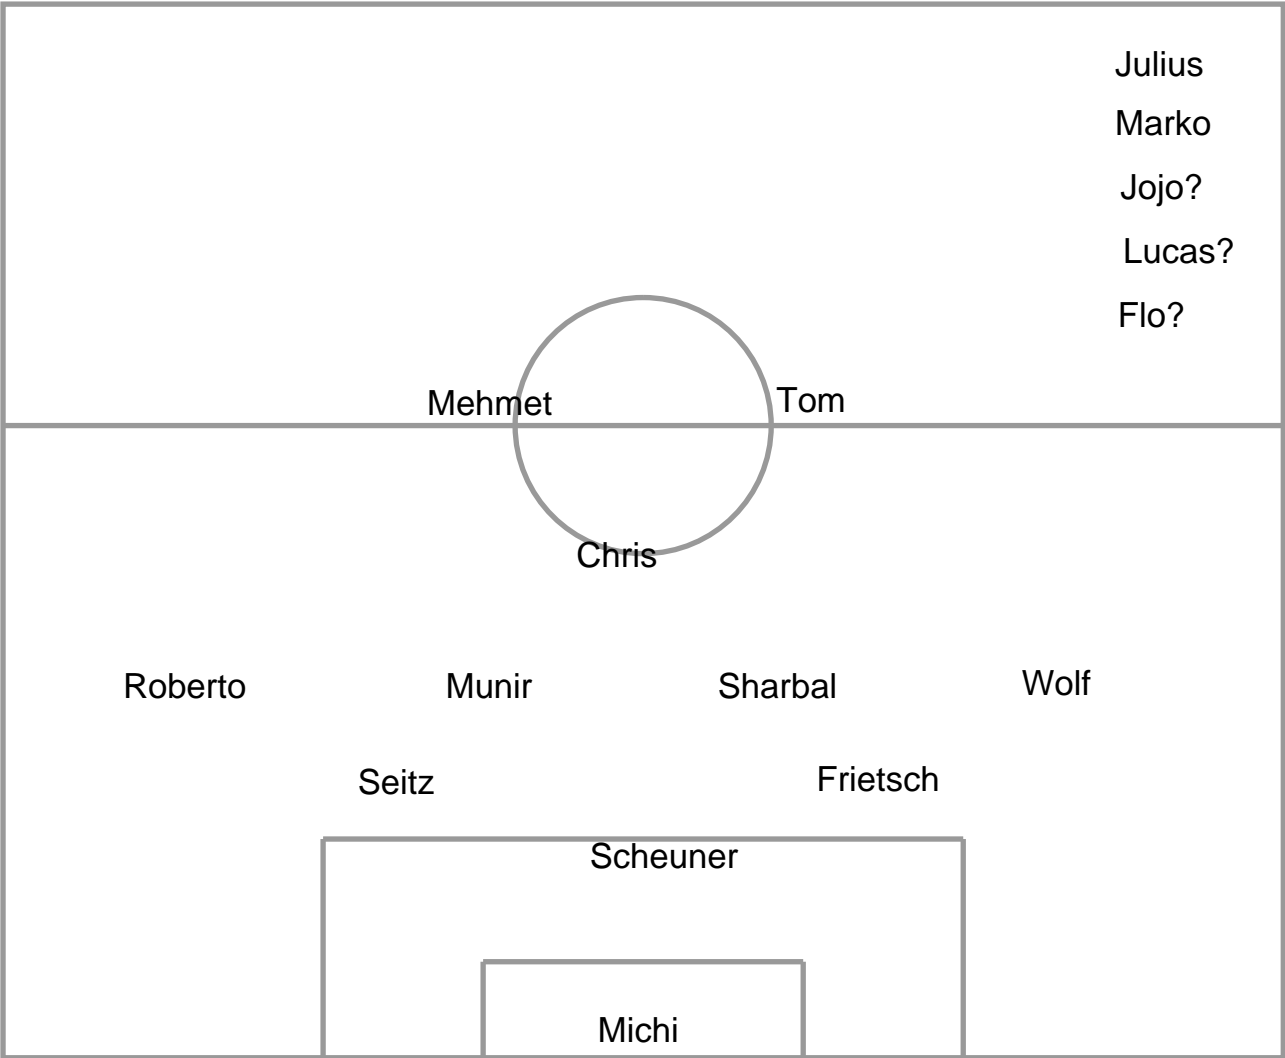 Julius
Marko
Jojo?
Lucas?
Flo?
Mehmet Tom
Chris
Roberto Munir Sharbal Wolf
Seitz Frietsch
Scheuner
Michi